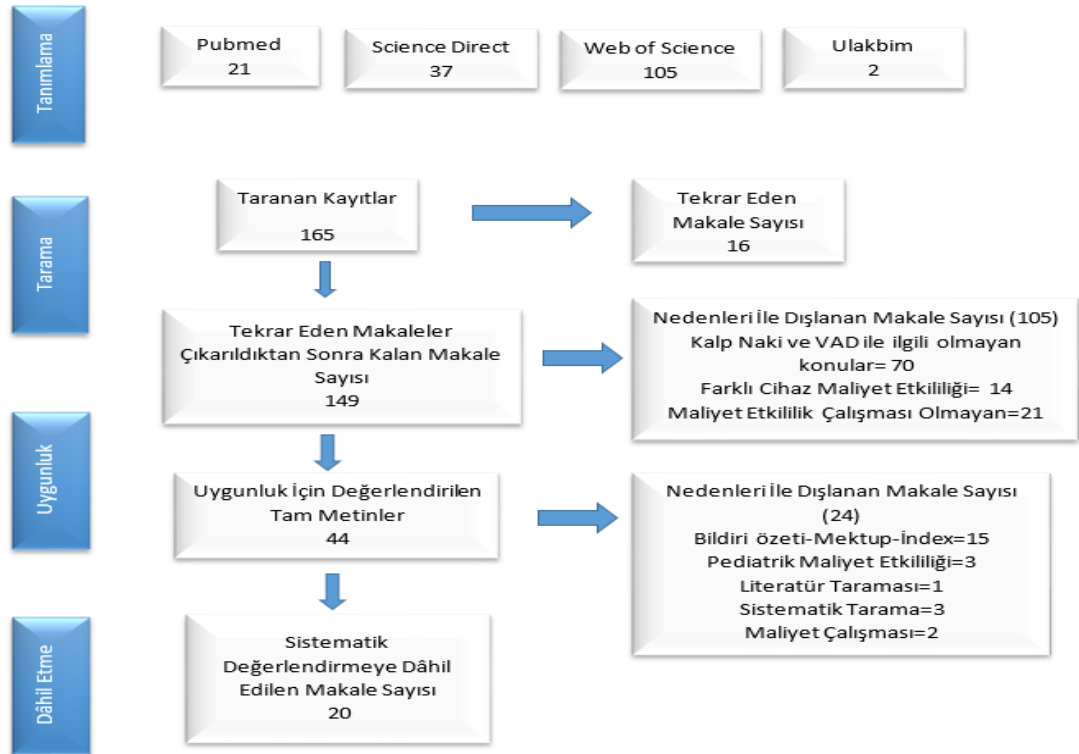 Tanımlama
Pubmed
21
Science Direct
37
Web of Science
105
Ulakbim
2
Tarama
Taranan Kayıtlar
165
Tekrar Eden
Makale Sayısı
16
Tekrar Eden Makaleler
Çıkarıldıktan Sonra Kalan Makale
Sayısı
149
Nedenleri İle Dışlanan Makale Sayısı (105)
Kalp Naki ve VAD ile ilgili olmayan
konular= 70
Farklı Cihaz Maliyet Etkililiği= 14
Maliyet Etkililik Çalışması Olmayan=21
Uygunluk
Uygunluk İçin Değerlendirilen
Tam Metinler
44
Nedenleri İle Dışlanan Makale Sayısı
(24)
Bildiri özeti-Mektup-İndex=15
Pediatrik Maliyet Etkililiği=3
Literatür Taraması=1
Sistematik Tarama=3
Maliyet Çalışması=2
Dâhil Etme
Sistematik
Değerlendirmeye Dâhil
Edilen Makale Sayısı
20